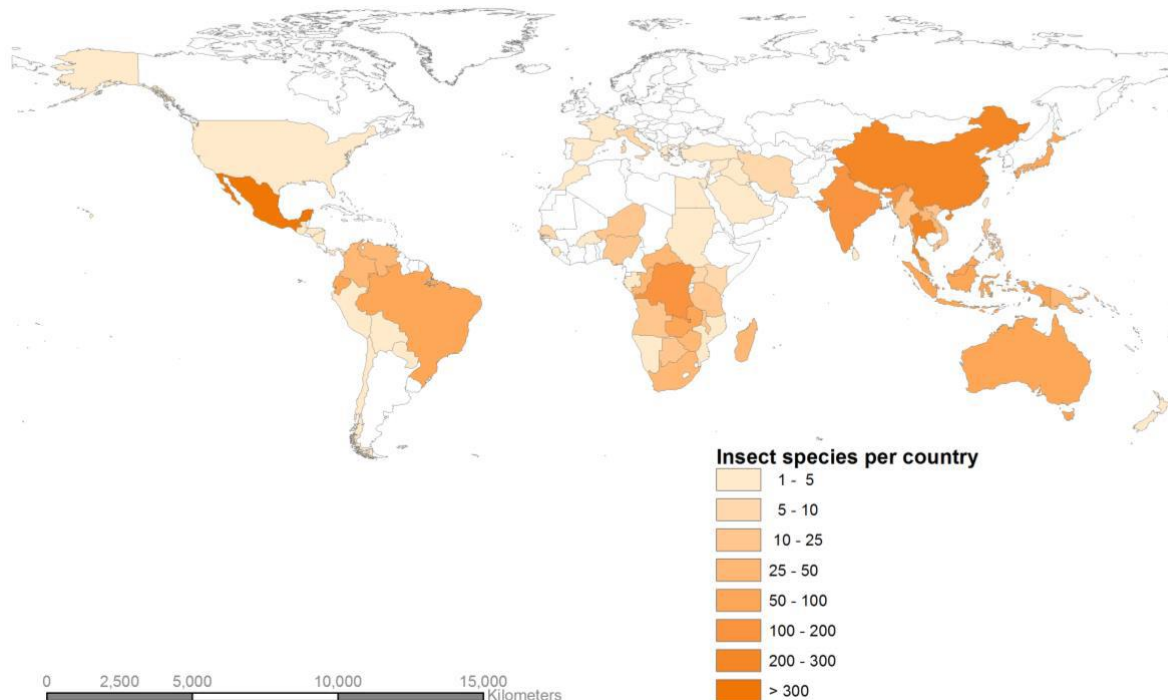 Insect species per country
1 - 5
5 - 10
10 - 25
25 - 50
50 - 100
100 - 200
200 - 300
> 300
0 2,500 5,000 10,000 15,000
Kilometers